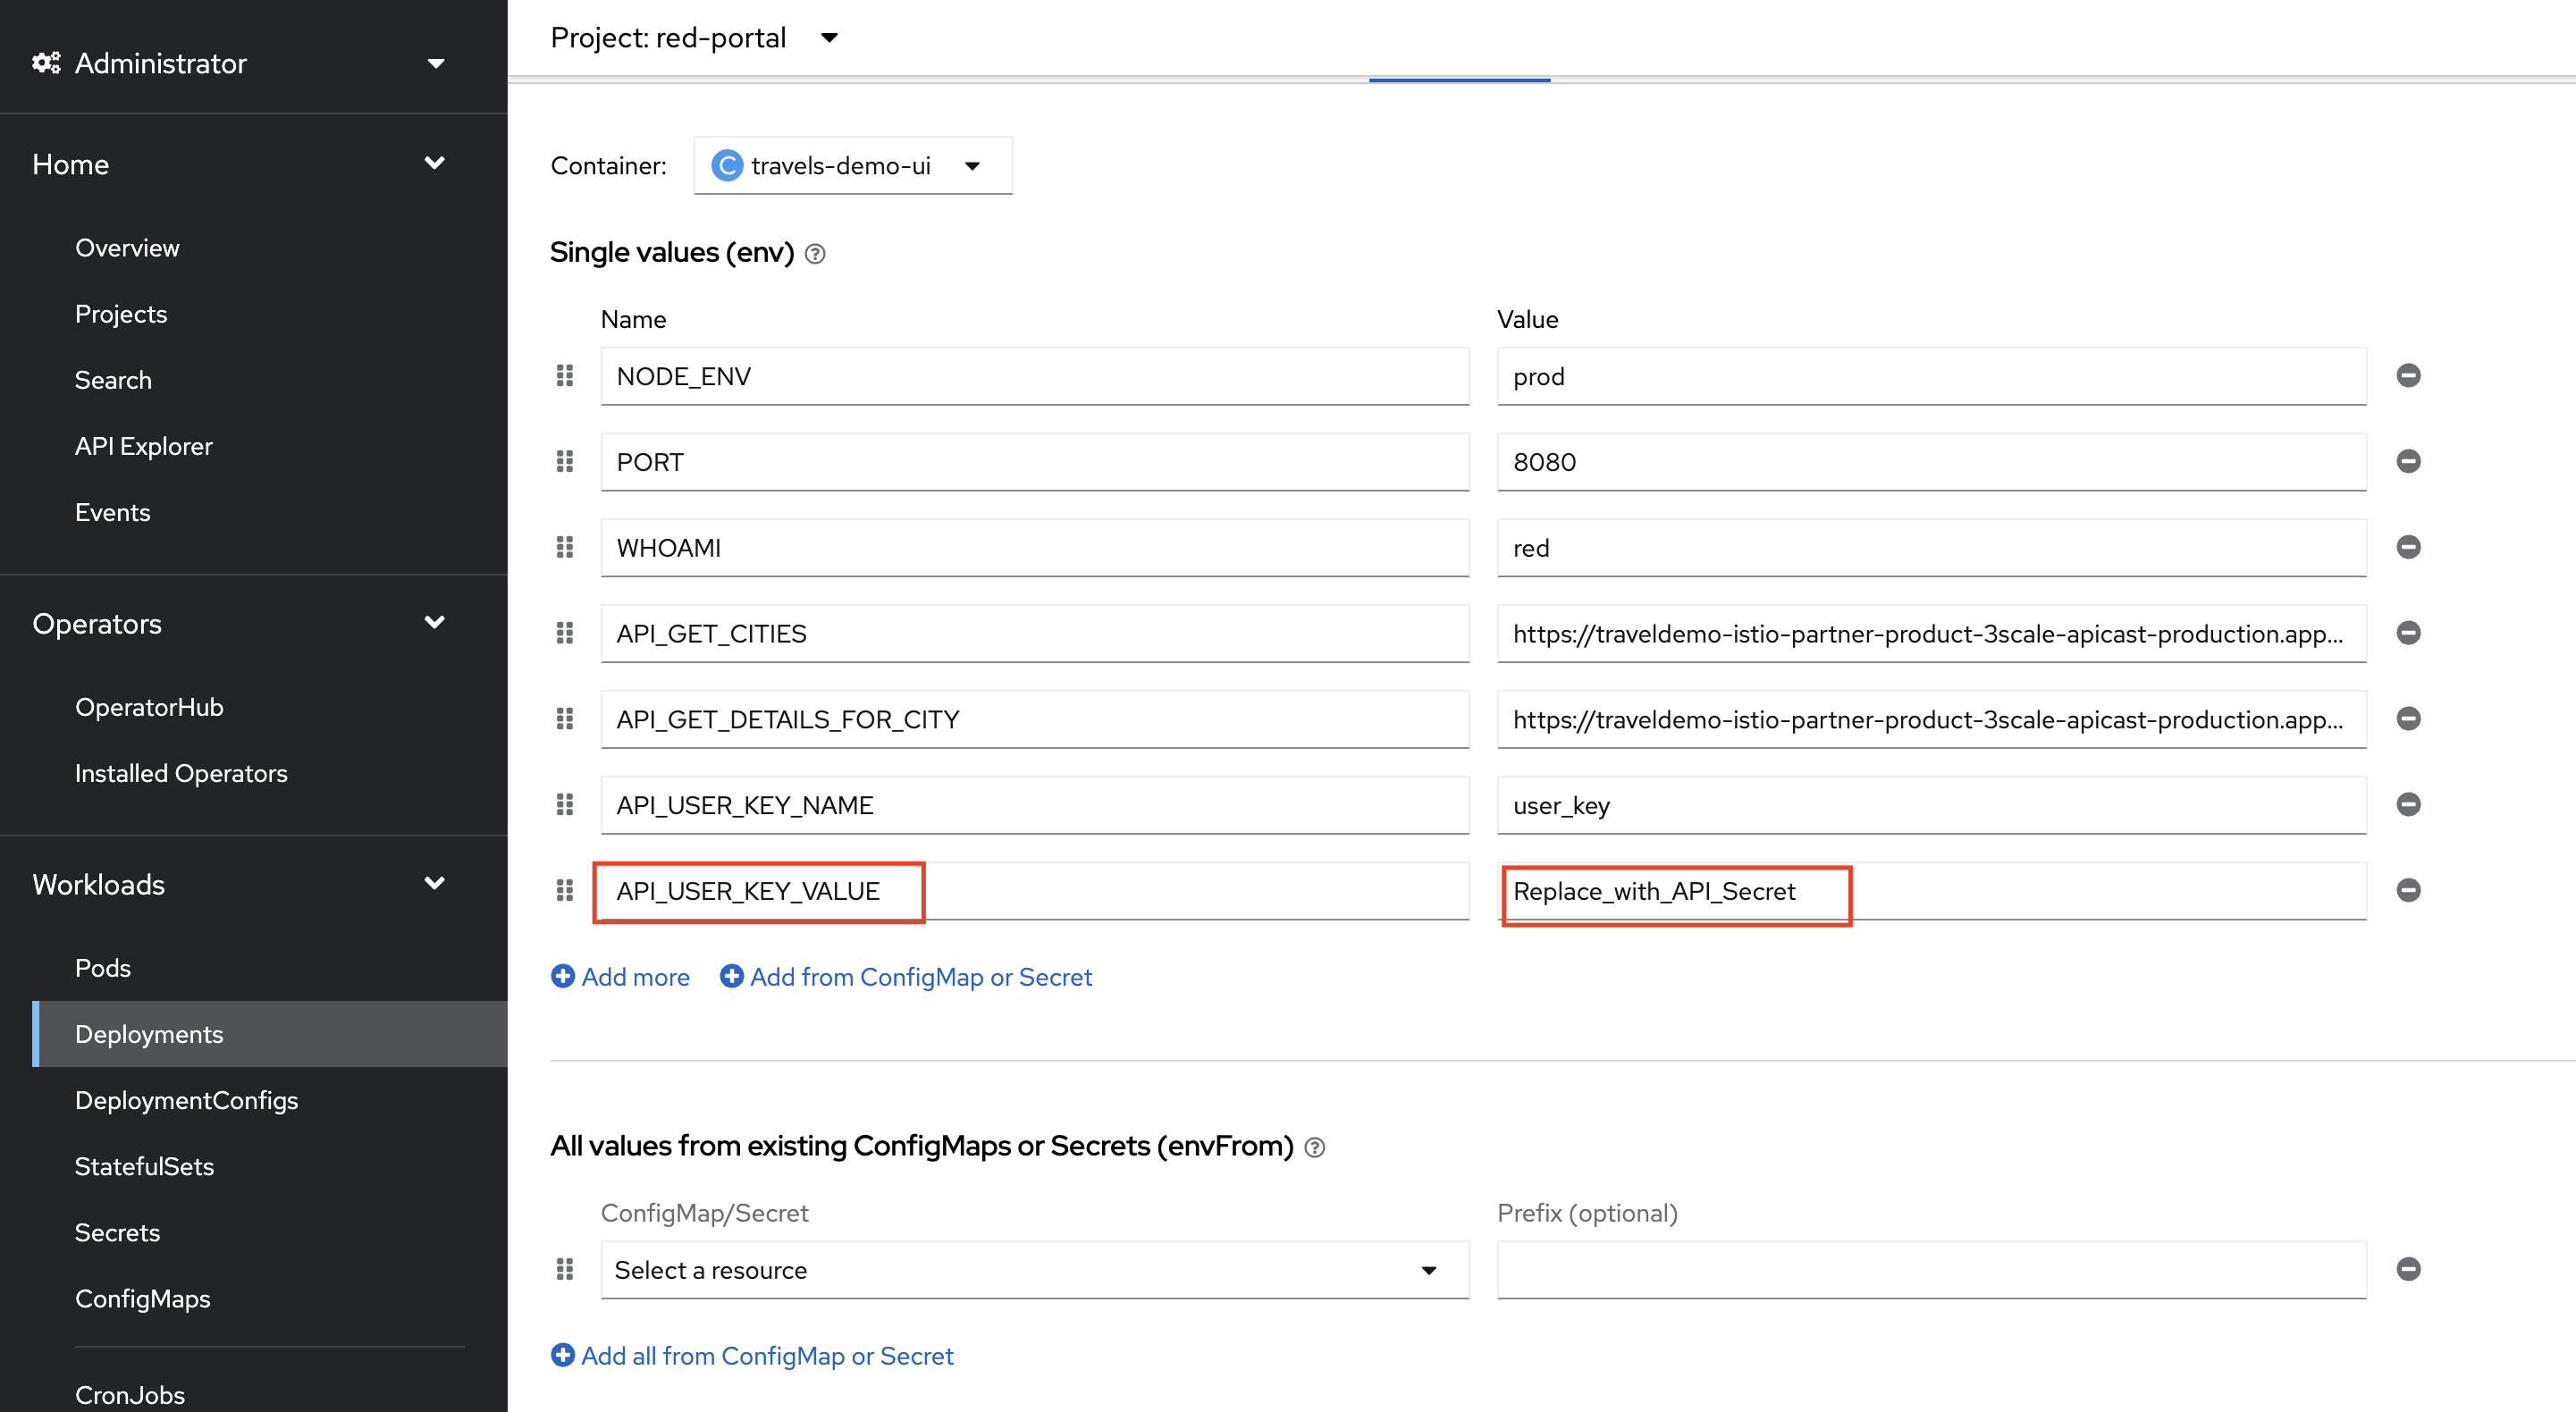 Administrator
Home
Overview
Projects
Search
API Explorer
Events
Operators
OperatorHub
Installed Operators
Workloads
Pods
Deployments
DeploymentConfigs
StatefulSets
Secrets
ConfigMaps
CronJobs
Project: red-portal
Container: C travels-demo-ui
Single values (env)
Name Value
NODE_ENV prod
PORT 8080
WHOAMI red
API_GET_CITIES https://traveldemo-istio-partner-product-3scale-apicast-production.app...
API_GET_DETAILS_FOR_CITY https://traveldemo-istio-partner-product-3scale-apicast-production.app...
API_USER_KEY_NAME user_key
API_USER_KEY_VALUE Replace_with_API_Secret
Add more Add from ConfigMap or Secret
All values from existing ConfigMaps or Secrets (envFrom)
ConfigMap/Secret Prefix (optional)
Select a resource
Add all from ConfigMap or Secret